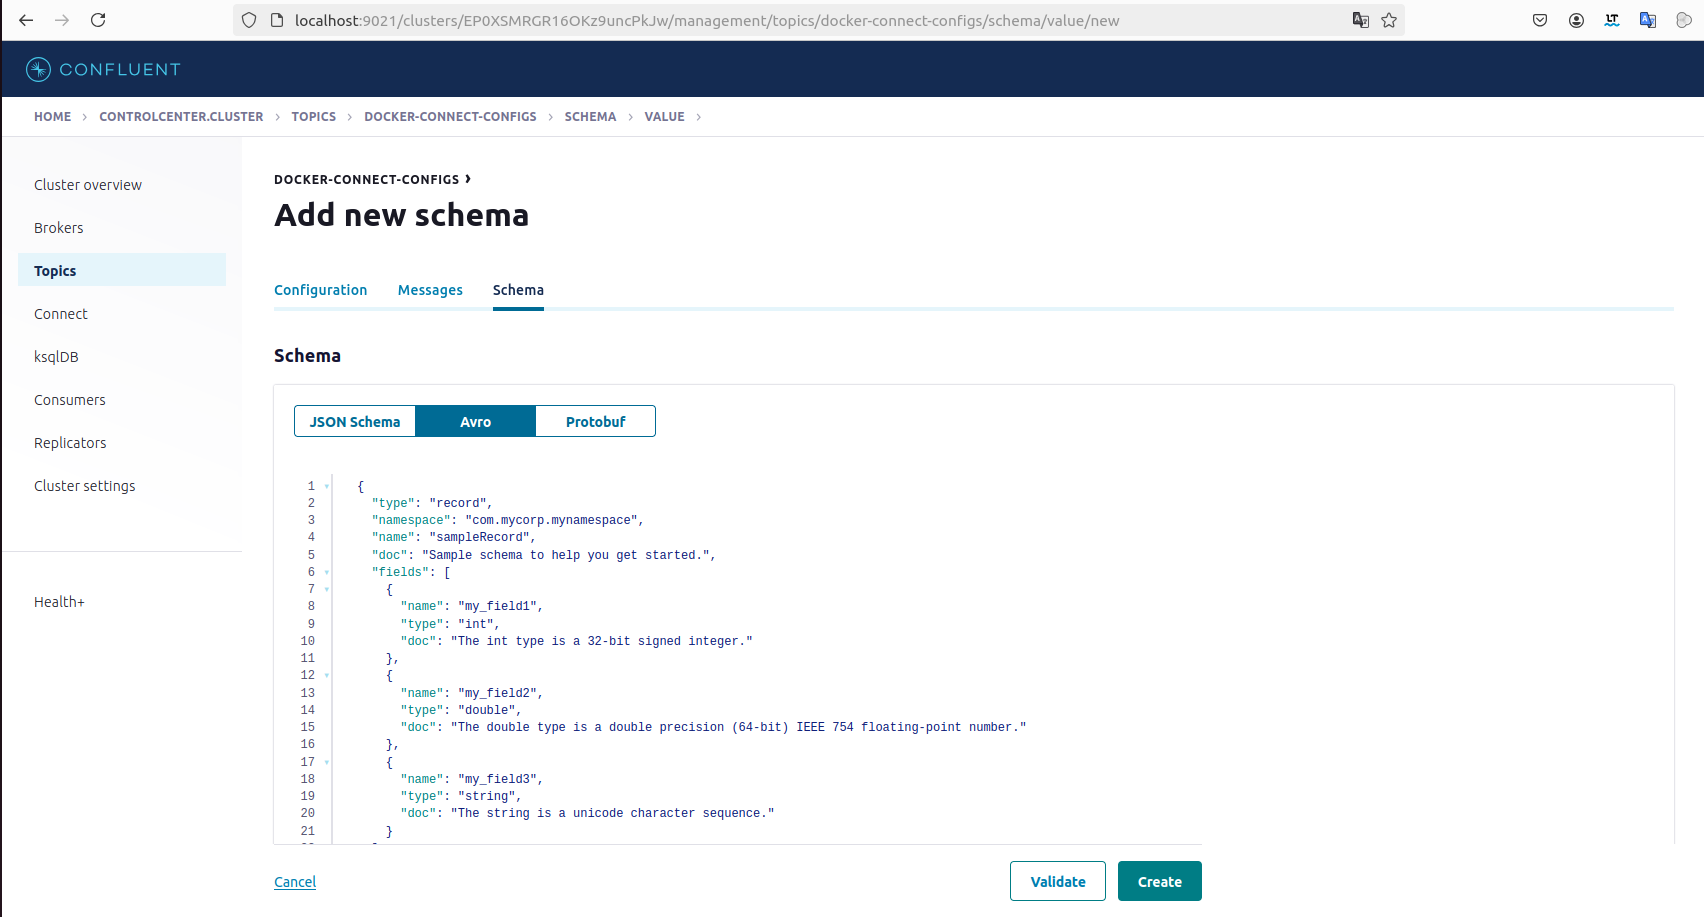 localhost:9021/clusters/EP0XSMRGR16OKz9uncPkJw/management/topics/docker-connect-configs/schema/value/new
CONFLUENT
HOME > CONTROLCENTER.CLUSTER > TOPICS > DOCKER-CONNECT-CONFIGS > SCHEMA > VALUE >
Cluster overview
Brokers
Topics
Connect
ksqlDB
Consumers
Replicators
Cluster settings
Health+
DOCKER-CONNECT-CONFIGS >
Add new schema
Configuration Messages Schema
Schema
JSON Schema Avro Protobuf
1 {
2 "type": "record",
3 "namespace": "com.mycorp.mynamespace",
4 "name": "sampleRecord",
5 "doc": "Sample schema to help you get started.",
6 "fields": [
7 {
8 "name": "my_field1",
9 "type": "int",
10 "doc": "The int type is a 32-bit signed integer."
11 },
12 {
13 "name": "my_field2",
14 "type": "double",
15 "doc": "The double type is a double precision (64-bit) IEEE 754 floating-point number."
16 },
17 {
18 "name": "my_field3",
19 "type": "string",
20 "doc": "The string is a unicode character sequence."
21 }
Cancel Validate Create